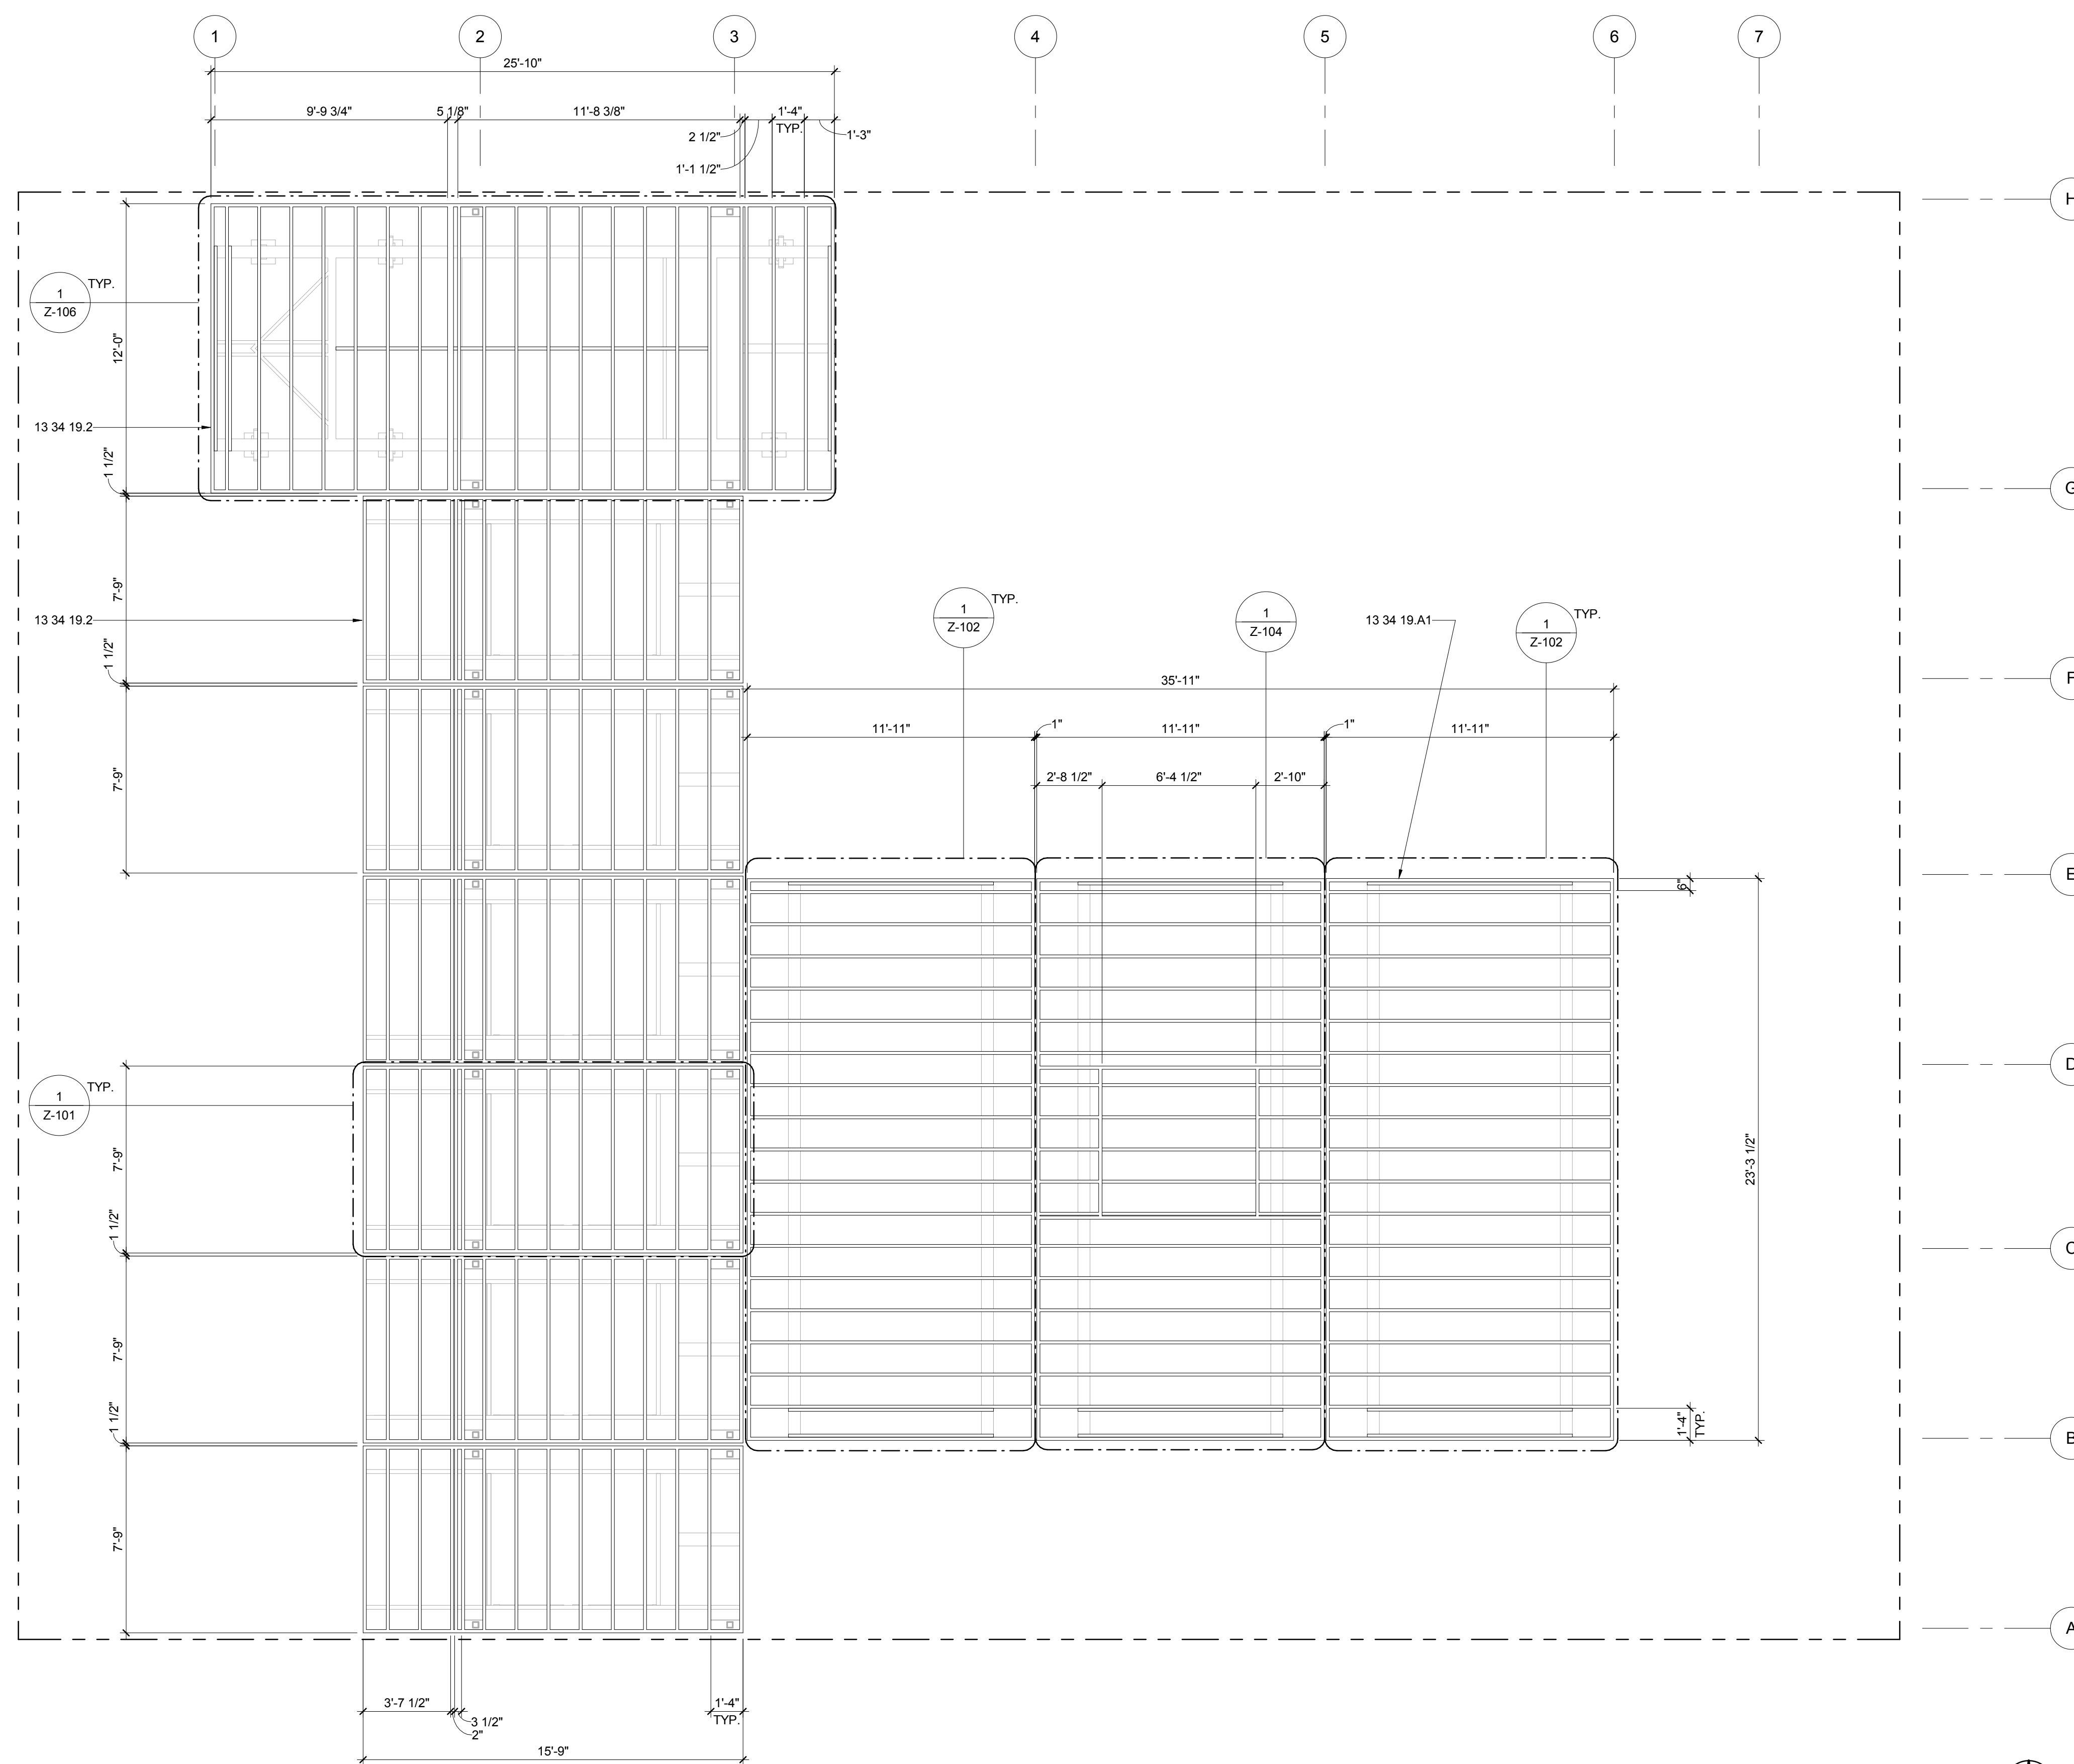 1 2 3 4 5 6 7
25'-10"
9'-9 3/4" 5 1/8" 11'-8 3/8" 1'-4"
TYP.
2 1/2" 1'-3"
1'-1 1/2"
H
1
Z-106
TYP.
12'-0"
13 34 19.2
1 1/2"
G
7'-9"
13 34 19.2
1 1/2"
1
Z-102
TYP.
1
Z-104
13 34 19.A1
1
Z-102
TYP.
F
35'-11"
11'-11" 1" 11'-11" 1" 11'-11"
7'-9"
2'-8 1/2" 6'-4 1/2" 2'-10"
E
6"
D
1
Z-101
TYP.
7'-9"
23'-3 1/2"
1 1/2"
C
7'-9"
1 1/2"
1'-4"
TYP.
B
7'-9"
A
3'-7 1/2" 1'-4"
TYP.
3 1/2"
2"
15'-9"